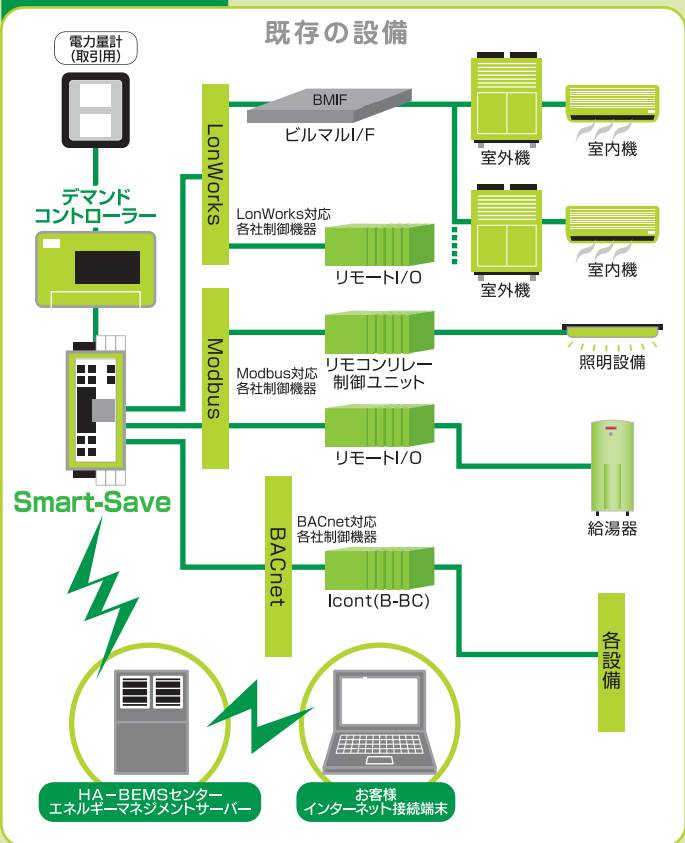 既存の設備
電力量計
（取引用）
デマンド
コントローラー
Smart-Save
LonWorks
BMIF
ビルマルI/F
室外機
室内機
LonWorks対応
各社制御機器
リモートI/O
室外機
室内機
Modbus
Modbus対応
各社制御機器
リモコンリレー
制御ユニット
照明設備
リモートI/O
給湯器
BACnet
BACnet対応
各社制御機器
Icont(B-BC)
各設備
HA－BEMSセンター
エネルギーマネジメントサーバー
お客様
インターネット接続端末